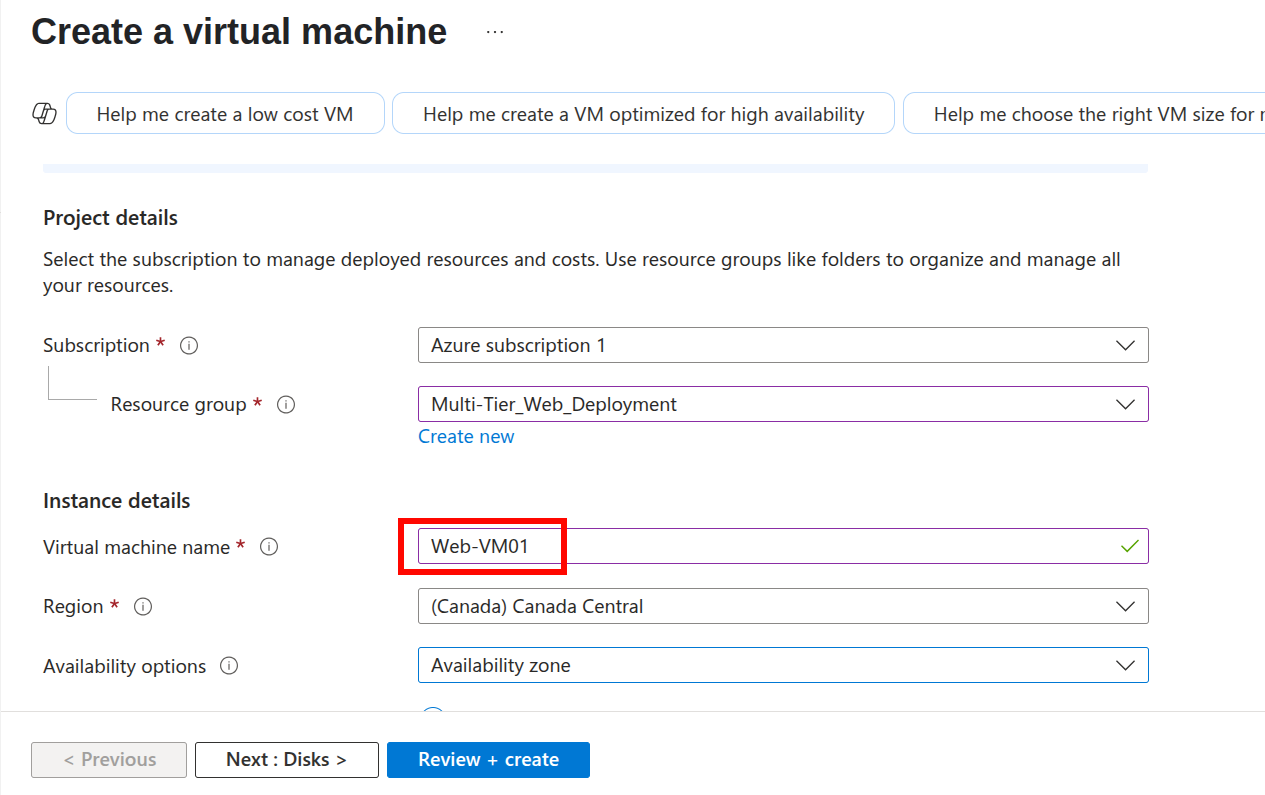 Create a virtual machine ...
Help me create a low cost VM
Help me create a VM optimized for high availability
Help me choose the right VM size for
Project details
Select the subscription to manage deployed resources and costs. Use resource groups like folders to organize and manage all
your resources.
Subscription *
Azure subscription 1
Resource group *
Multi-Tier_Web_Deployment
Create new
Instance details
Virtual machine name *
Web-VM01
Region *
(Canada) Canada Central
Availability options
Availability zone
< Previous
Next : Disks >
Review + create